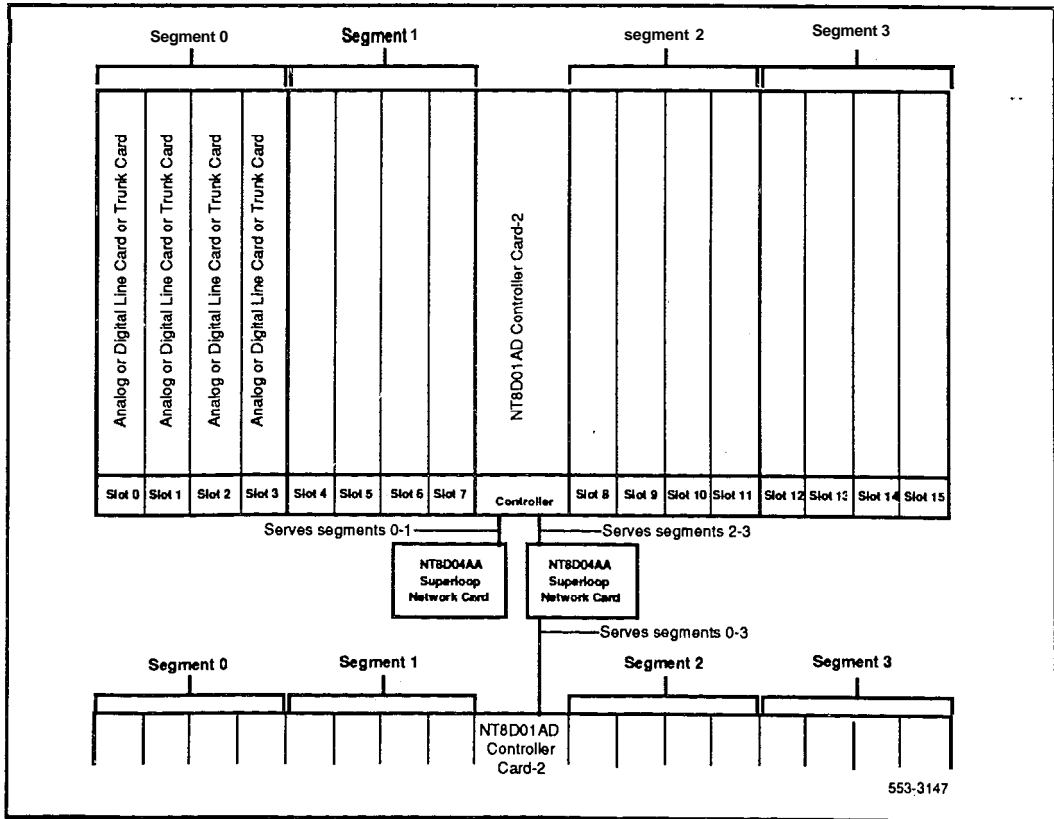 Segment 0
Segment 1
segment 2
Segment 3
Analog or Digital Line Card or Trunk Card
Analog or Digital Line Card or Trunk Card
Analog or Digital Line Card or Trunk Card
Analog or Digital Line Card or Trunk Card
NT8D01AD Controller Card-2
Slot 0
Slot 1
Slot 2
Slot 3
Slot 4
Slot 5
Slot 6
Slot 7
Controller
Slot 8
Slot 9
Slot 10
Slot 11
Slot 12
Slot 13
Slot 14
Slot 15
Serves segments 0-1
Serves segments 2-3
NT8D04AA
Superloop
Network Card
NT8D04AA
Superloop
Network Card
Serves segments 0-3
Segment 0
Segment 1
Segment 2
Segment 3
NT8D01AD
Controller
Card-2
553-3147